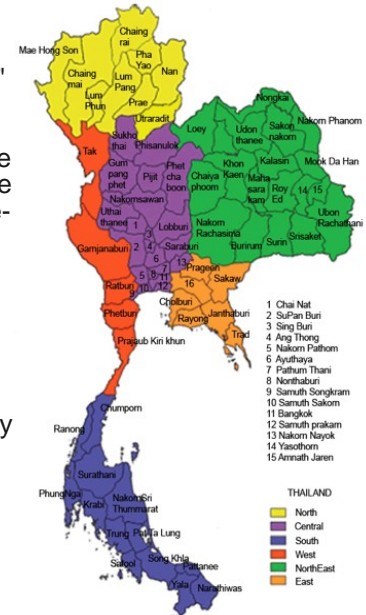 Mae Hong Son
Chaing
rai
Pha
Yao
Nan
Chaing
mai
Lum
Pang
Lum
Phun
Prae
Utraradit
"
e
e
e-
y
Tak
Sukho
thai
Phisanulok
Gum
pang
phet
Pijit
Phet
cha
boon
Nakornsawan
Uthai
thanee
1
3
2
4
Lobburi
Saraburi
6
7
5
8
11
13
9
10
12
Nongkai
Loey
Udon
thanee
Sakon
nakorn
Nakorn Phanom
Khon
Kaen
Kalasin
Mook Da Han
Chaiya
phoom
Maha
sara
kam
Roy
Ed
14
15
Ubon
Rachathani
Nakorn
Rachasima
Burirum
Surin
Srisaket
Garnjanaburi
Ratburi
Phetburi
Prajaub Kiri khun
Prageen
16
Sakaw
Cholburi
Rayong
Janthaburi
Trad
Chumporn
Ranong
Surathani
PhungNga
Krabi
NakornSri
Thummarat
Trung
Pat Ta Lung
Satool
Song Khla
Pattanee
Yala
Narathiwas
1 Chai Nat
2 SuPan Buri
3 Sing Buri
4 Ang Thong
5 Nakorn Pathom
6 Ayuthaya
7 Pathum Thani
8 Nonthaburi
9 Samuth Songkram
10 Samuth Sakorn
11 Bangkok
12 Samuth prakarn
13 Nakorn Nayok
14 Yasothorn
15 Amnath Jaren
THAILAND
North
Central
South
West
NorthEast
East